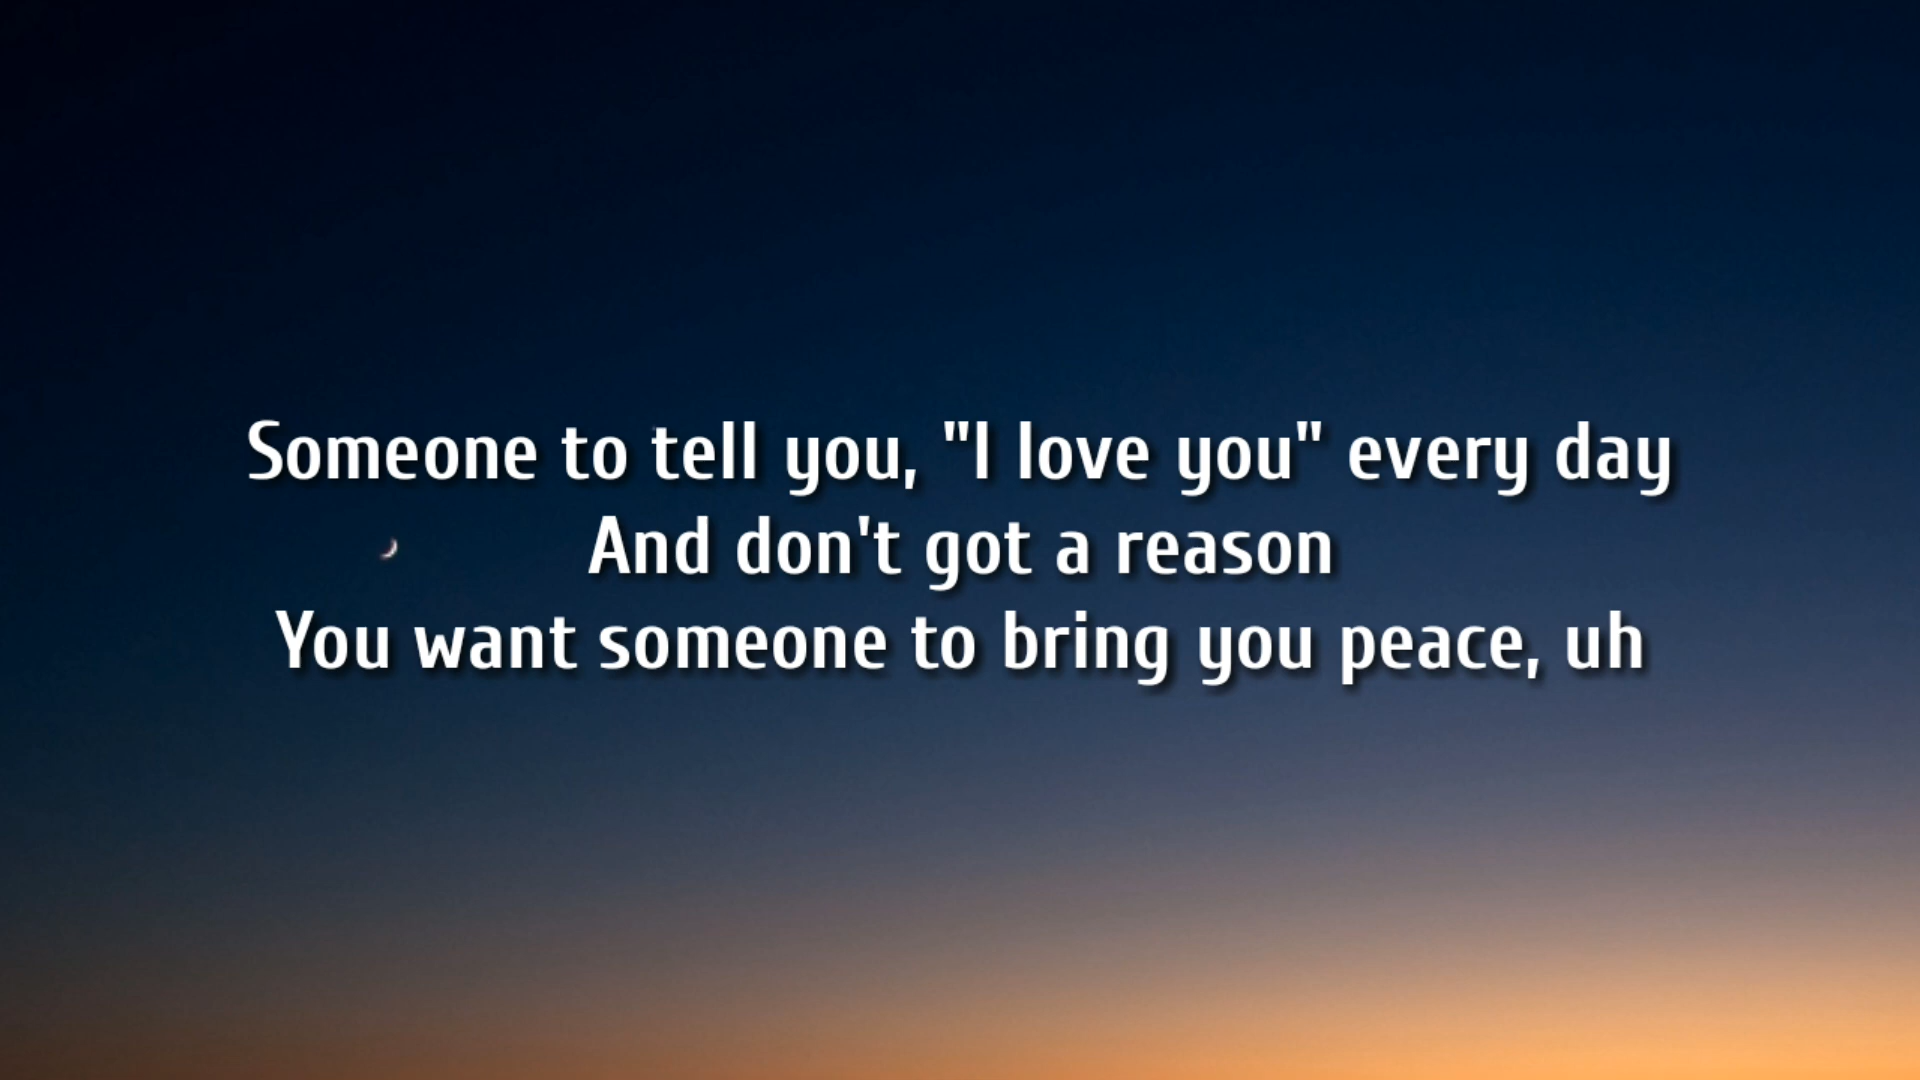 Someone to tell you, "I love you" every day
And don't got a reason
You want someone to bring you peace, uh